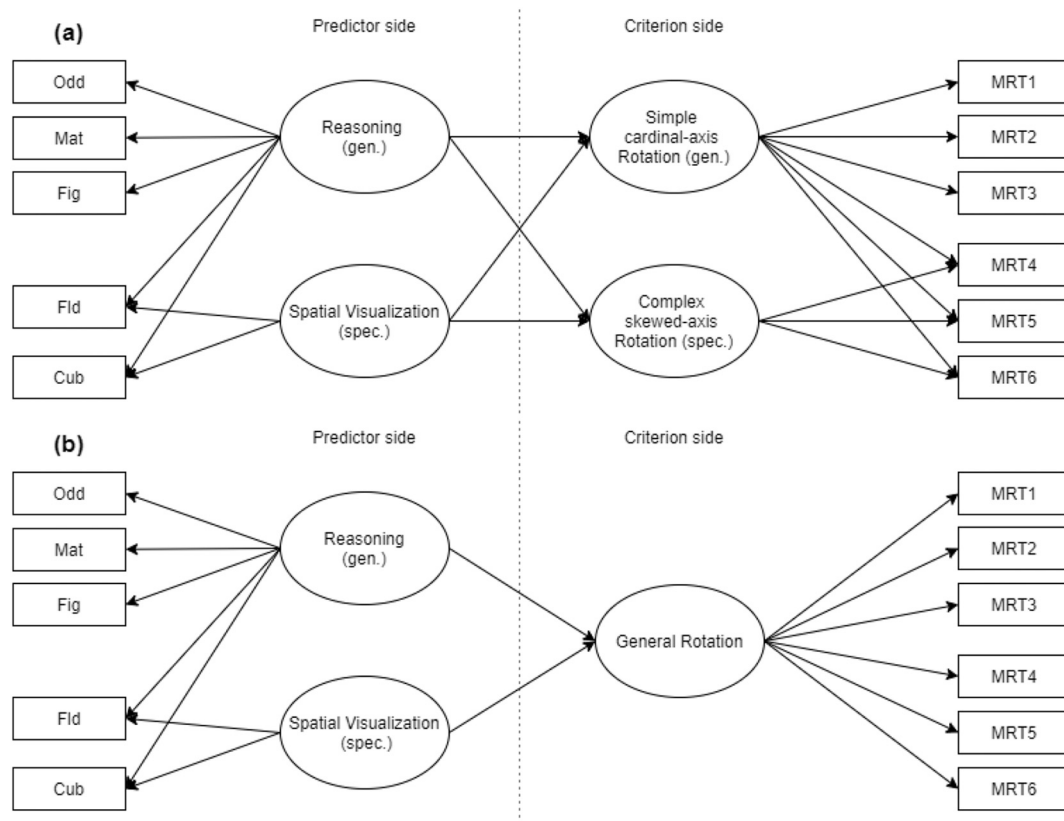 (a)
Predictor side
Criterion side
Odd
Mat
Fig
Fld
Cub
Reasoning
(gen.)
Spatial Visualization
(spec.)
Simple
cardinal-axis
Rotation (gen.)
Complex
skewed-axis
Rotation (spec.)
MRT1
MRT2
MRT3
MRT4
MRT5
MRT6
(b)
Predictor side
Criterion side
Odd
Mat
Fig
Fld
Cub
Reasoning
(gen.)
Spatial Visualization
(spec.)
General Rotation
MRT1
MRT2
MRT3
MRT4
MRT5
MRT6